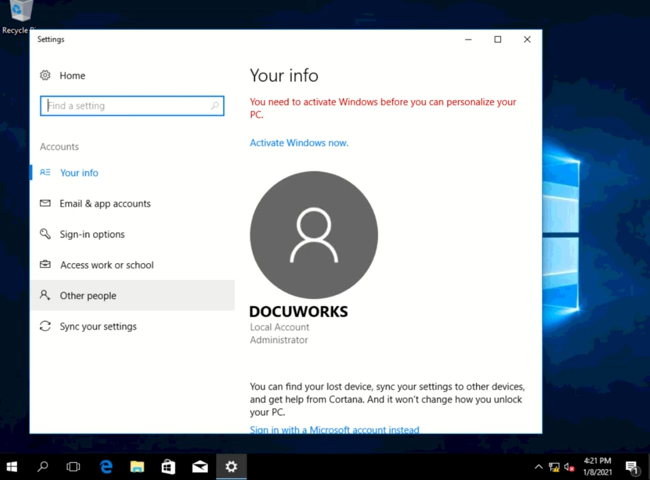 Recycle
Settings
Home
Find a setting
Accounts
Your info
Email & app accounts
Sign-in options
Access work or school
Other people
Sync your settings
Your info
You need to activate Windows before you can personalize your
PC.
Activate Windows now.
DOCUWORKS
Local Account
Administrator
You can find your lost device, sync your settings to other devices,
and get help from Cortana. And it won't change how you unlock
your PC.
Sign in with a Microsoft account instead
4:21 PM
1/8/2021
1